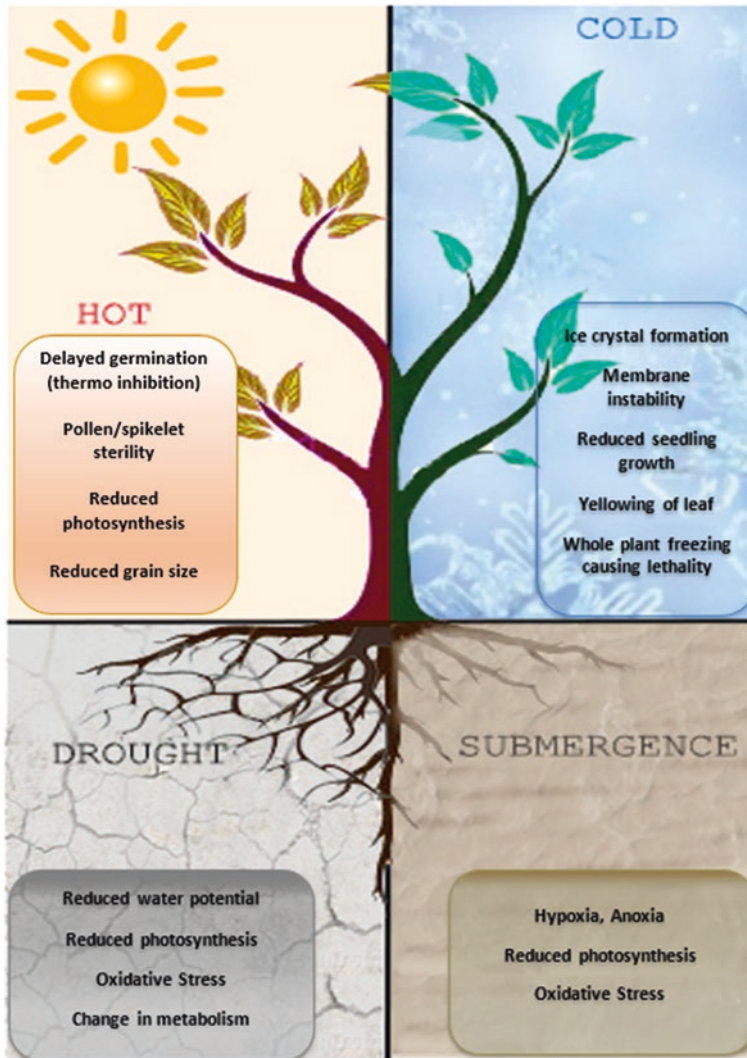 COLD
HOT
Delayed germination
(thermo inhibition)
Pollen/spikelet
sterility
Reduced
photosynthesis
Reduced grain size
Ice crystal formation
Membrane
instability
Reduced seedling
growth
Yellowing of leaf
Whole plant freezing
causing lethality
DROUGHT
SUBMERGENCE
Reduced water potential
Reduced photosynthesis
Oxidative Stress
Change in metabolism
Hypoxia, Anoxia
Reduced photosynthesis
Oxidative Stress